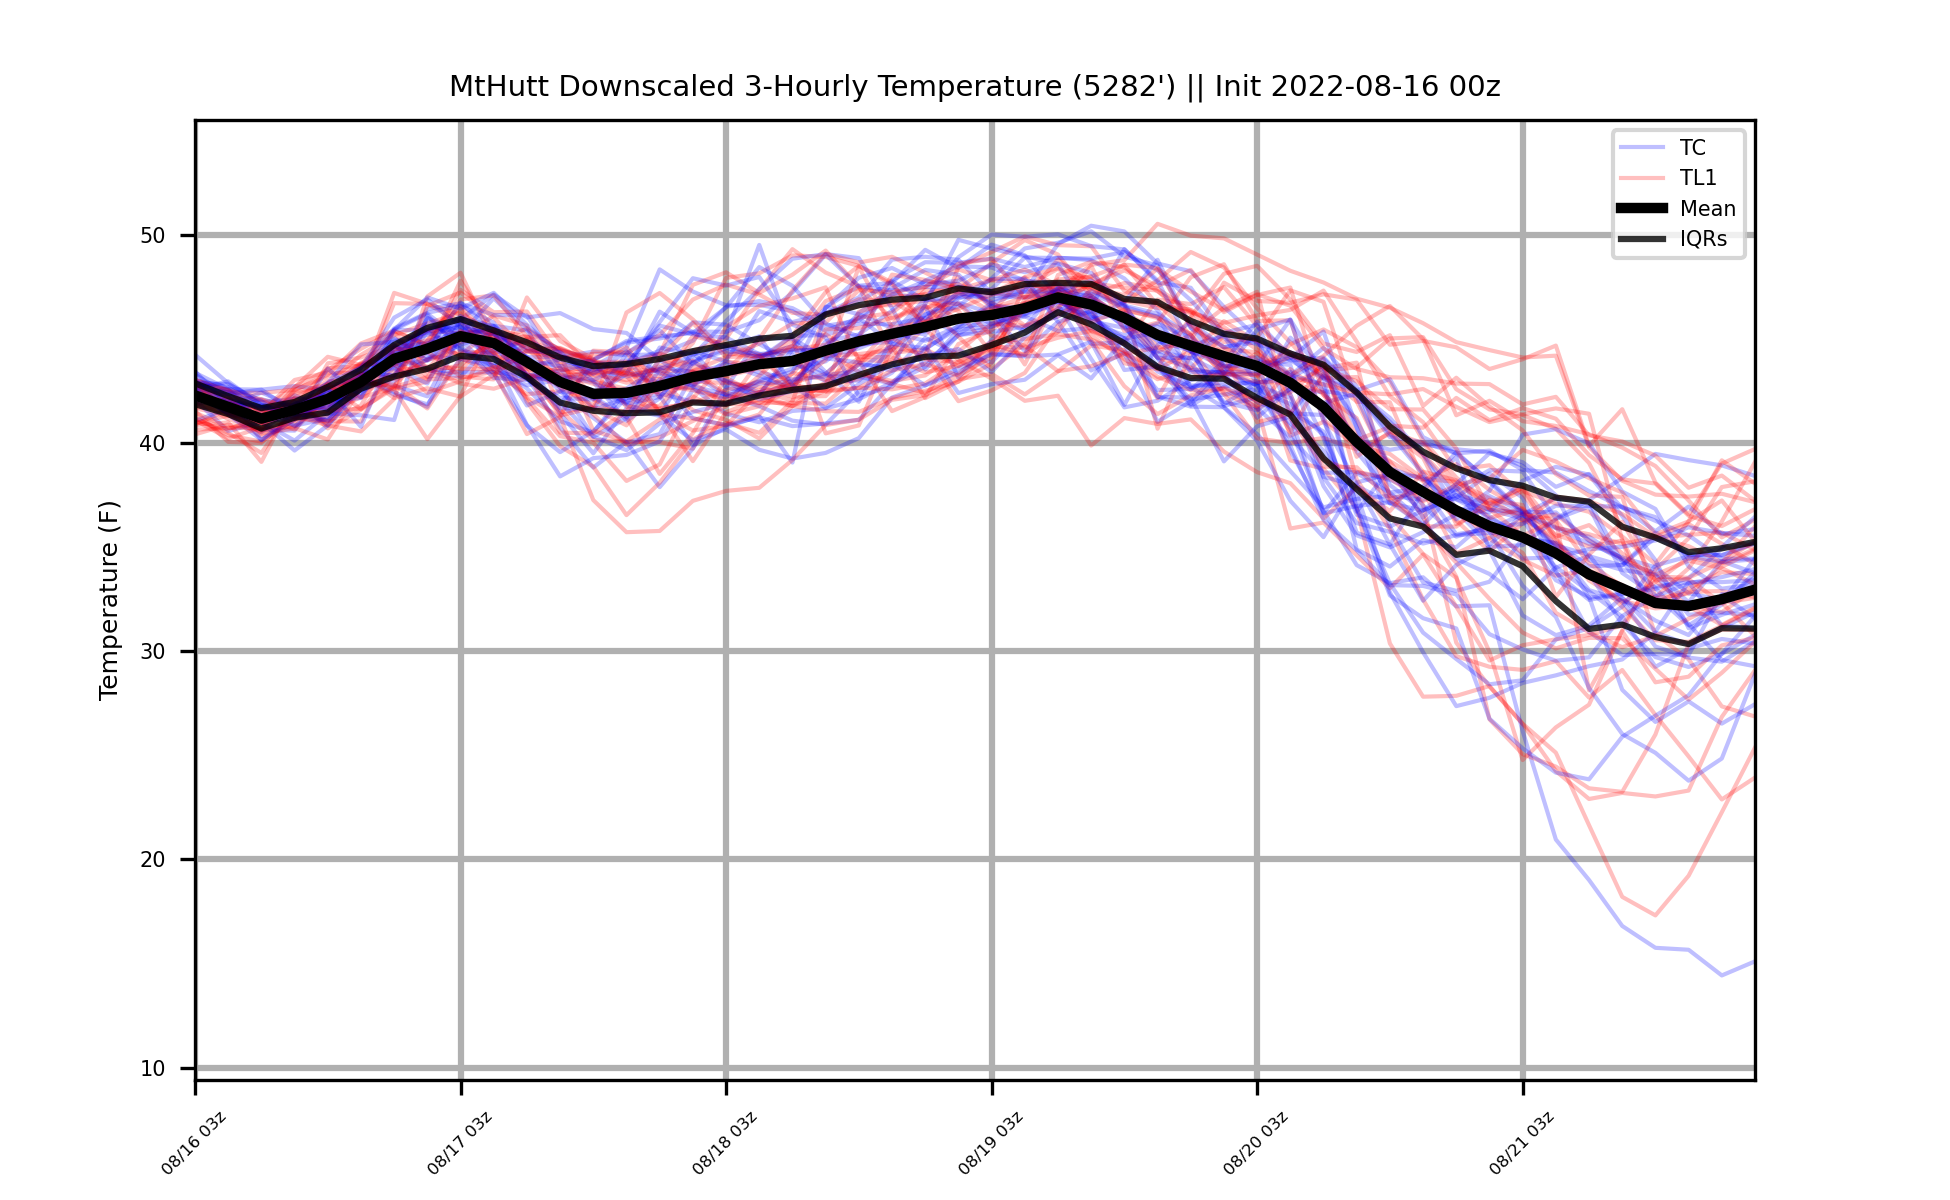 MtHutt Downscaled 3-Hourly Temperature (5282') || Init 2022-08-16 00z
TC
TL1
Mean
IQRs
Temperature (F)
50
40
30
20
10
08/16 03z
08/17 03z
08/18 03z
08/19 03z
08/20 03z
08/21 03z